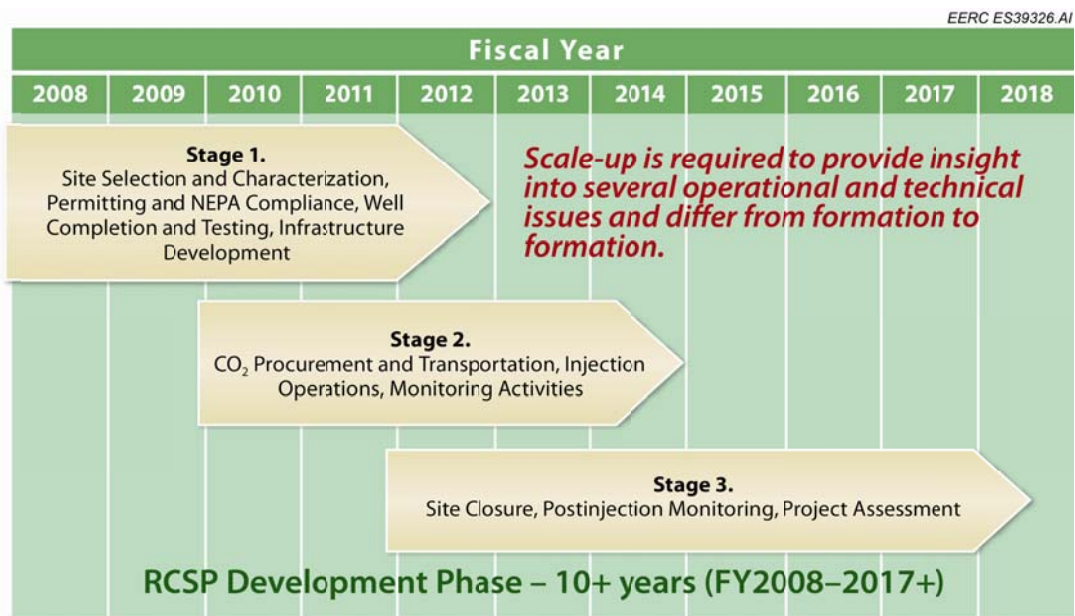 EERC ES39326.AI
Fiscal Year
2008 2009 2010 2011 2012 2013 2014 2015 2016 2017 2018
Stage 1.
Site Selection and Characterization,
Permitting and NEPA Compliance, Well
Completion and Testing, Infrastructure
Development
Scale-up is required to provide insight
into several operational and technical
issues and differ from formation to
formation.
Stage 2.
CO₂ Procurement and Transportation, Injection
Operations, Monitoring Activities
Stage 3.
Site Closure, Postinjection Monitoring, Project Assessment
RCSP Development Phase – 10+ years (FY2008–2017+)